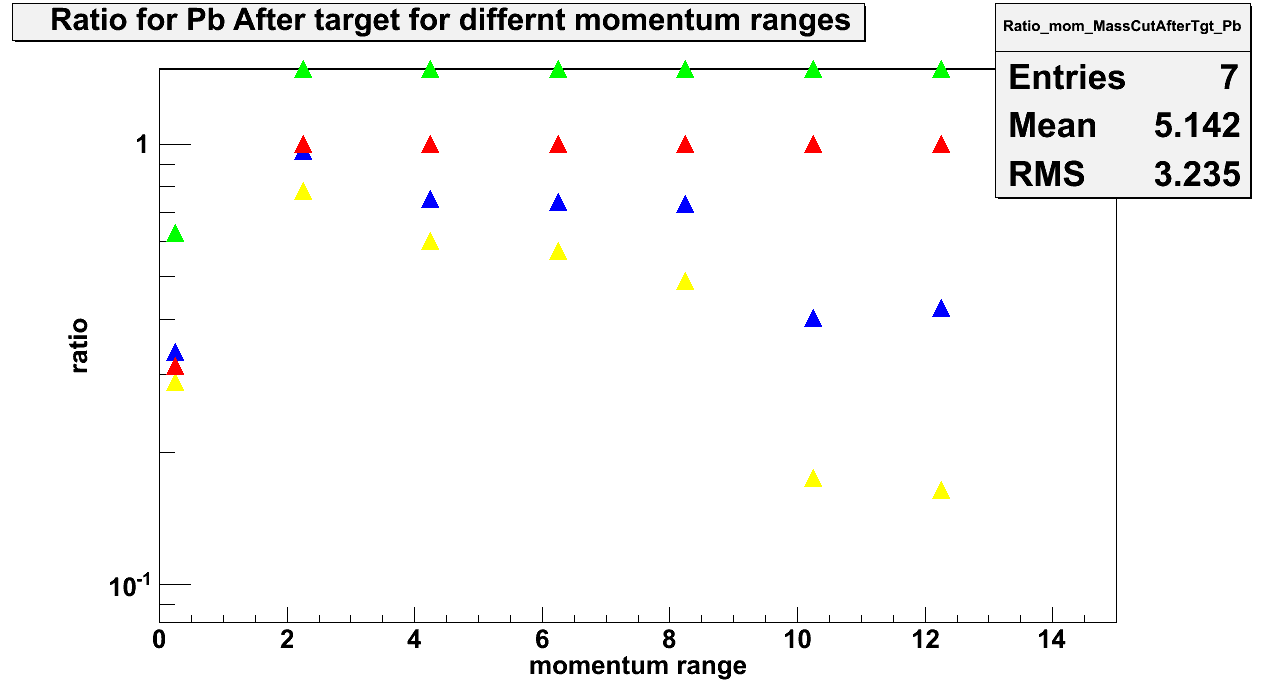 Ratio for Pb After target for differnt momentum ranges
Ratio_mom_MassCutAfterTgt_Pb
Entries 7
Mean 5.142
RMS 3.235
1
10⁻¹
ratio
0 2 4 6 8 10 12 14
momentum range